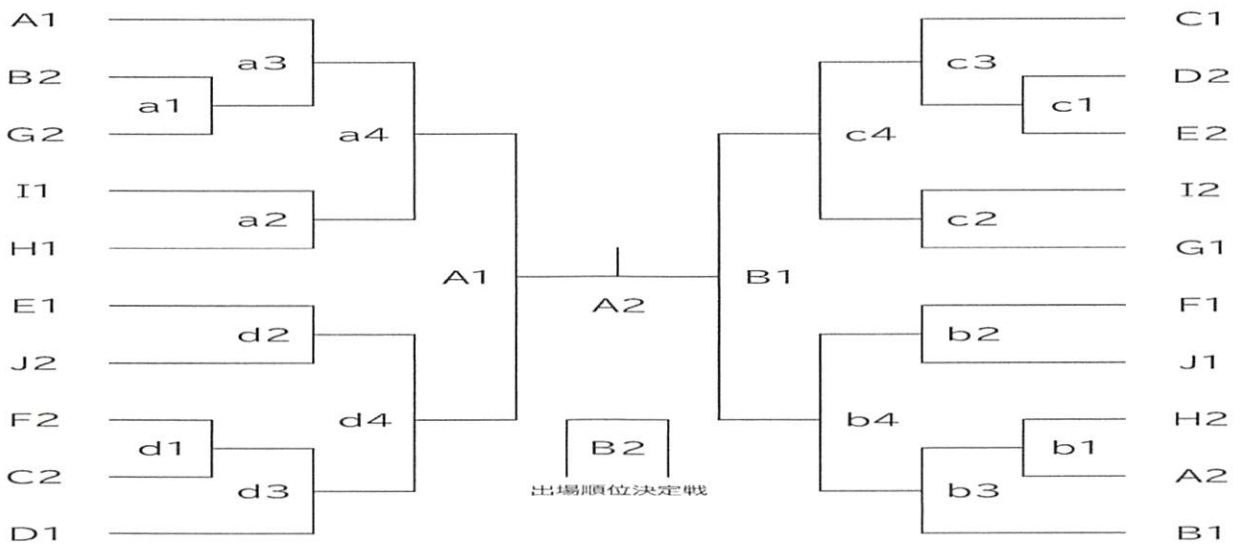 A1
B2
G2
I1
H1
E1
J2
F2
C2
D1
a3
a1
a4
a2
d2
d1
d4
d3
A1
A2
B1
B2
出場順位決定戦
c3
c1
c4
c2
b2
b4
b1
b3
C1
D2
E2
I2
G1
F1
J1
H2
A2
B1